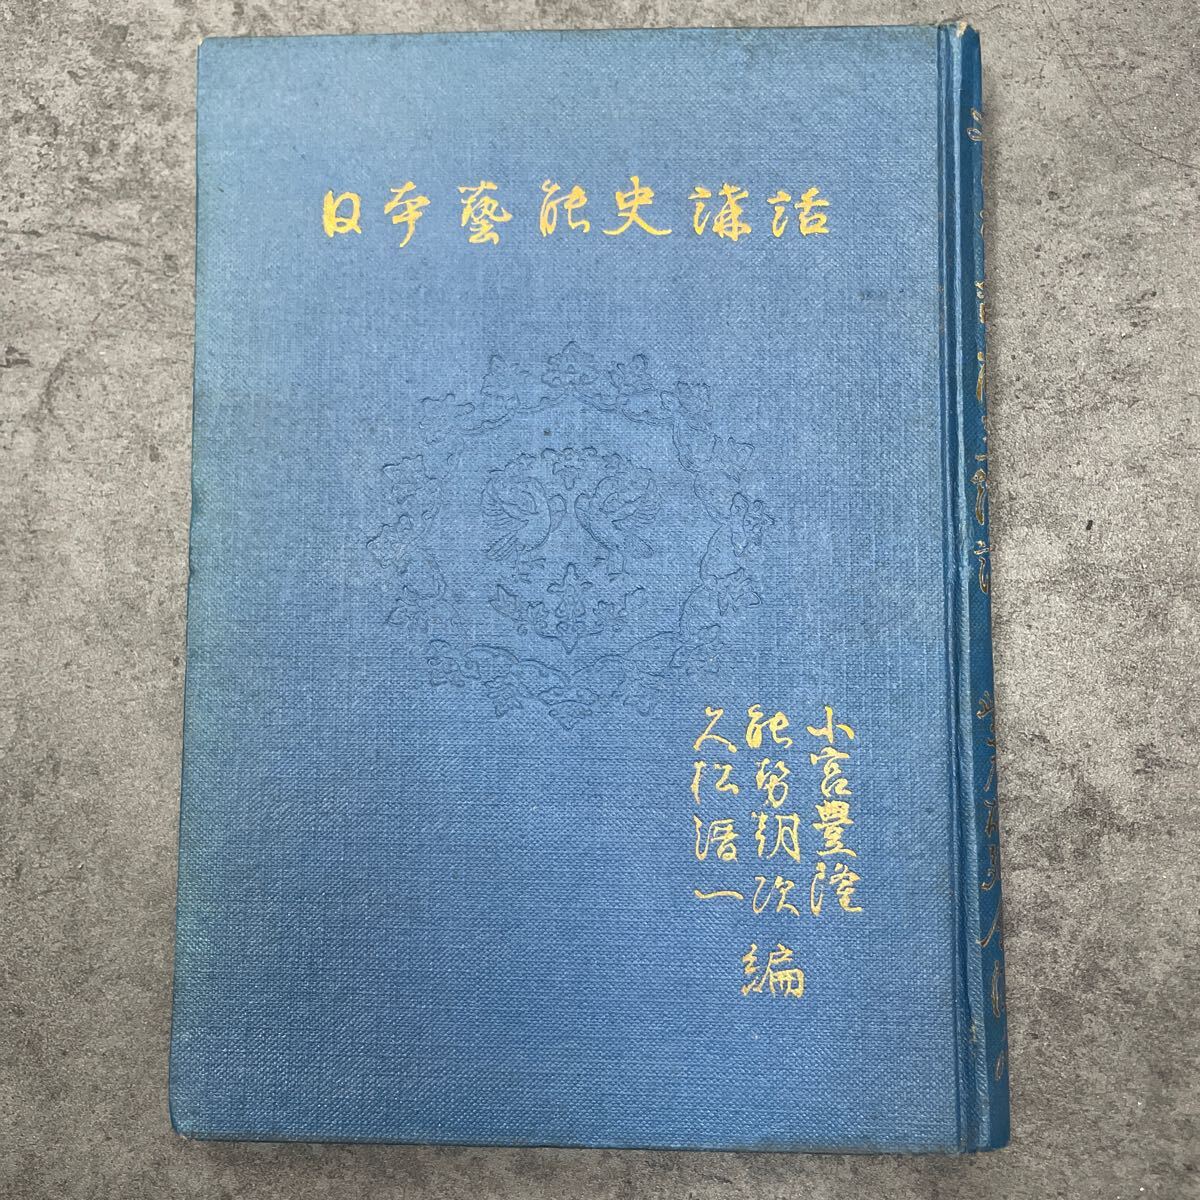 日本藝能史講話
小宮豊隆
能勢朝次
久松潜一
編